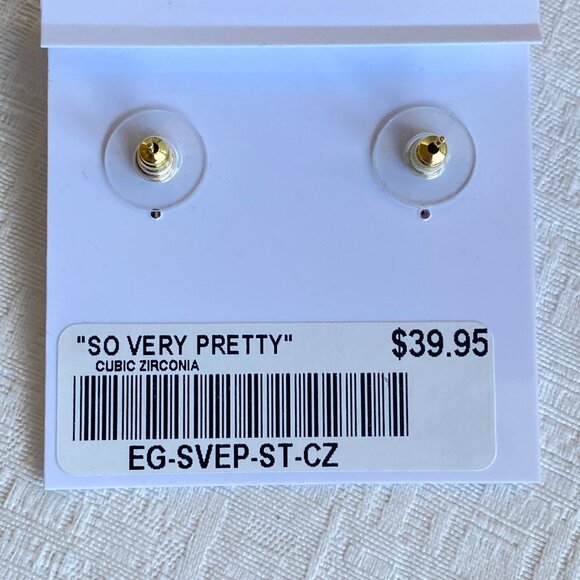 "SO VERY PRETTY" $39.95
CUBIC ZIRCONIA
EG-SVEP-ST-CZ